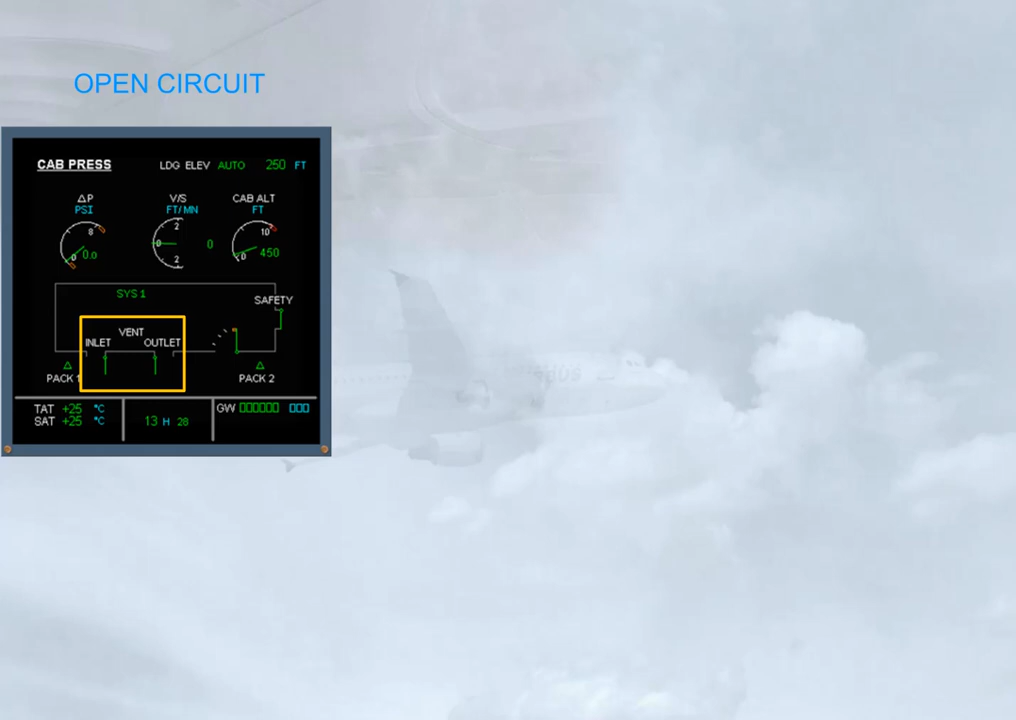 OPEN CIRCUIT
CAB PRESS LDG ELEV AUTO 250 FT
ΔP V/S CAB ALT
PSI FT/MN FT
8 2 10
0 0.0 0 0 0 450
2
SYS 1
SAFETY
VENT
INLET OUTLET
PACK 1 PACK 2
TAT +25 °C GW
SAT +25 °C 13 H 28